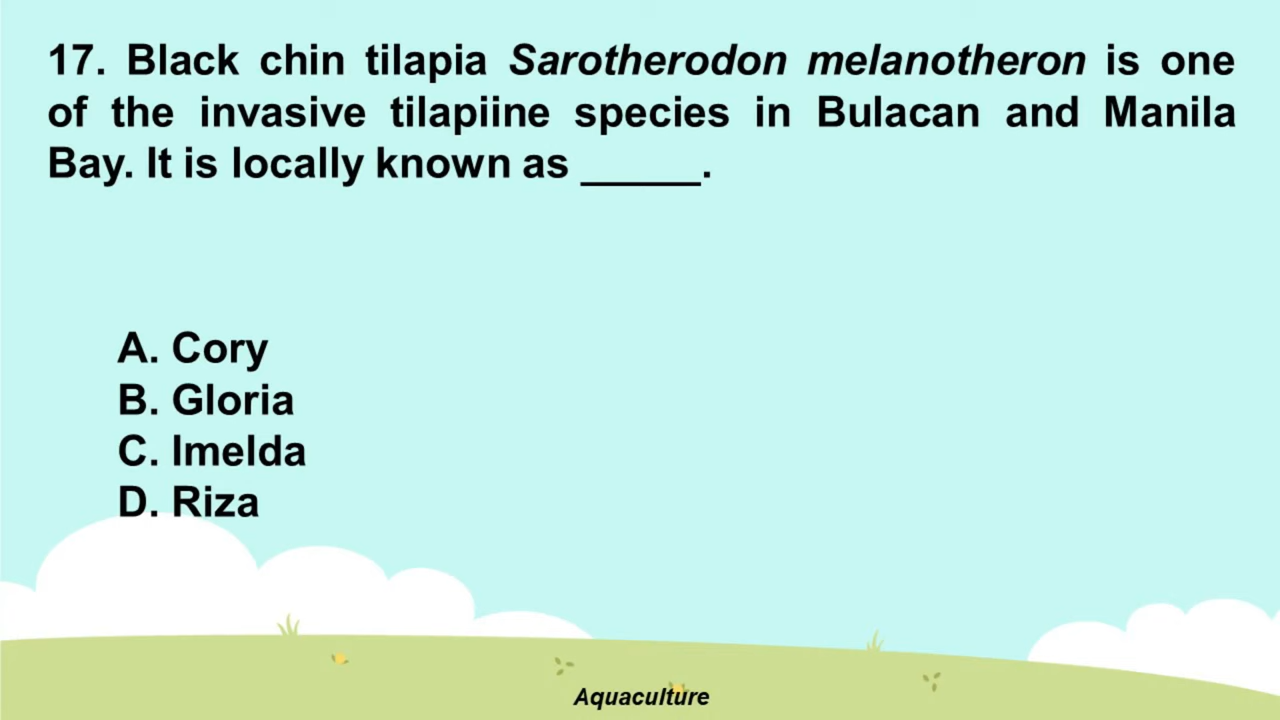 17. Black chin tilapia Sarotherodon melanotheron is one
of the invasive tilapiine species in Bulacan and Manila
Bay. It is locally known as _____.
A. Cory
B. Gloria
C. Imelda
D. Riza
Aquaculture